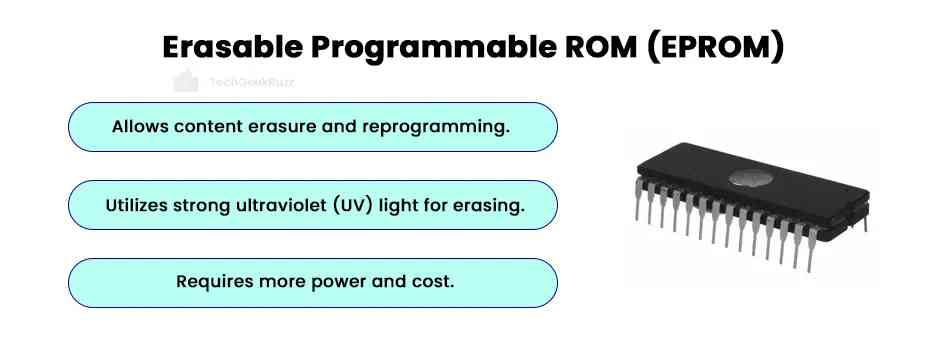 Erasable Programmable ROM (EPROM)
TechGeekBuzz
Allows content erasure and reprogramming.
Utilizes strong ultraviolet (UV) light for erasing.
Requires more power and cost.